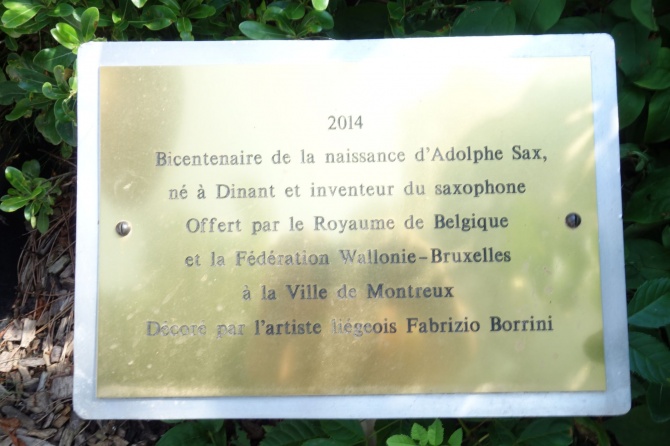 2014
Bicentenaire de la naissance d'Adolphe Sax,
né à Dinant et inventeur du saxophone
Offert par le Royaume de Belgique
et la Fédération Wallonie-Bruxelles
à la Ville de Montreux
Décoré par l'artiste liégeois Fabrizio Borrini